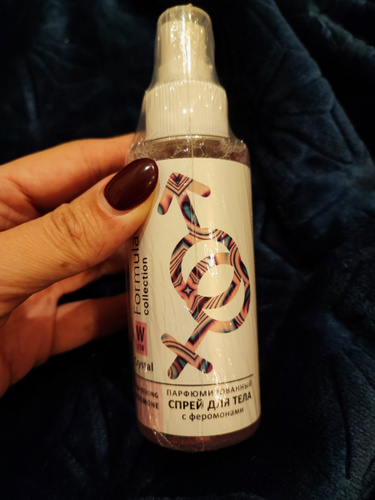 Formula
collection
W
ПАРФЮМИРОВАННЫЙ
СПРЕЙ ДЛЯ ТЕЛА
с феромонами